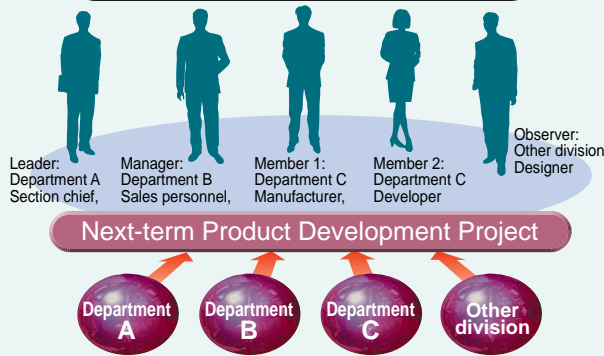 Leader:
Department A
Section chief,
Manager:
Department B
Sales personnel,
Member 1:
Department C
Manufacturer,
Member 2:
Department C
Developer
Observer:
Other division
Designer
Next-term Product Development Project
Department
A
Department
B
Department
C
Other
division